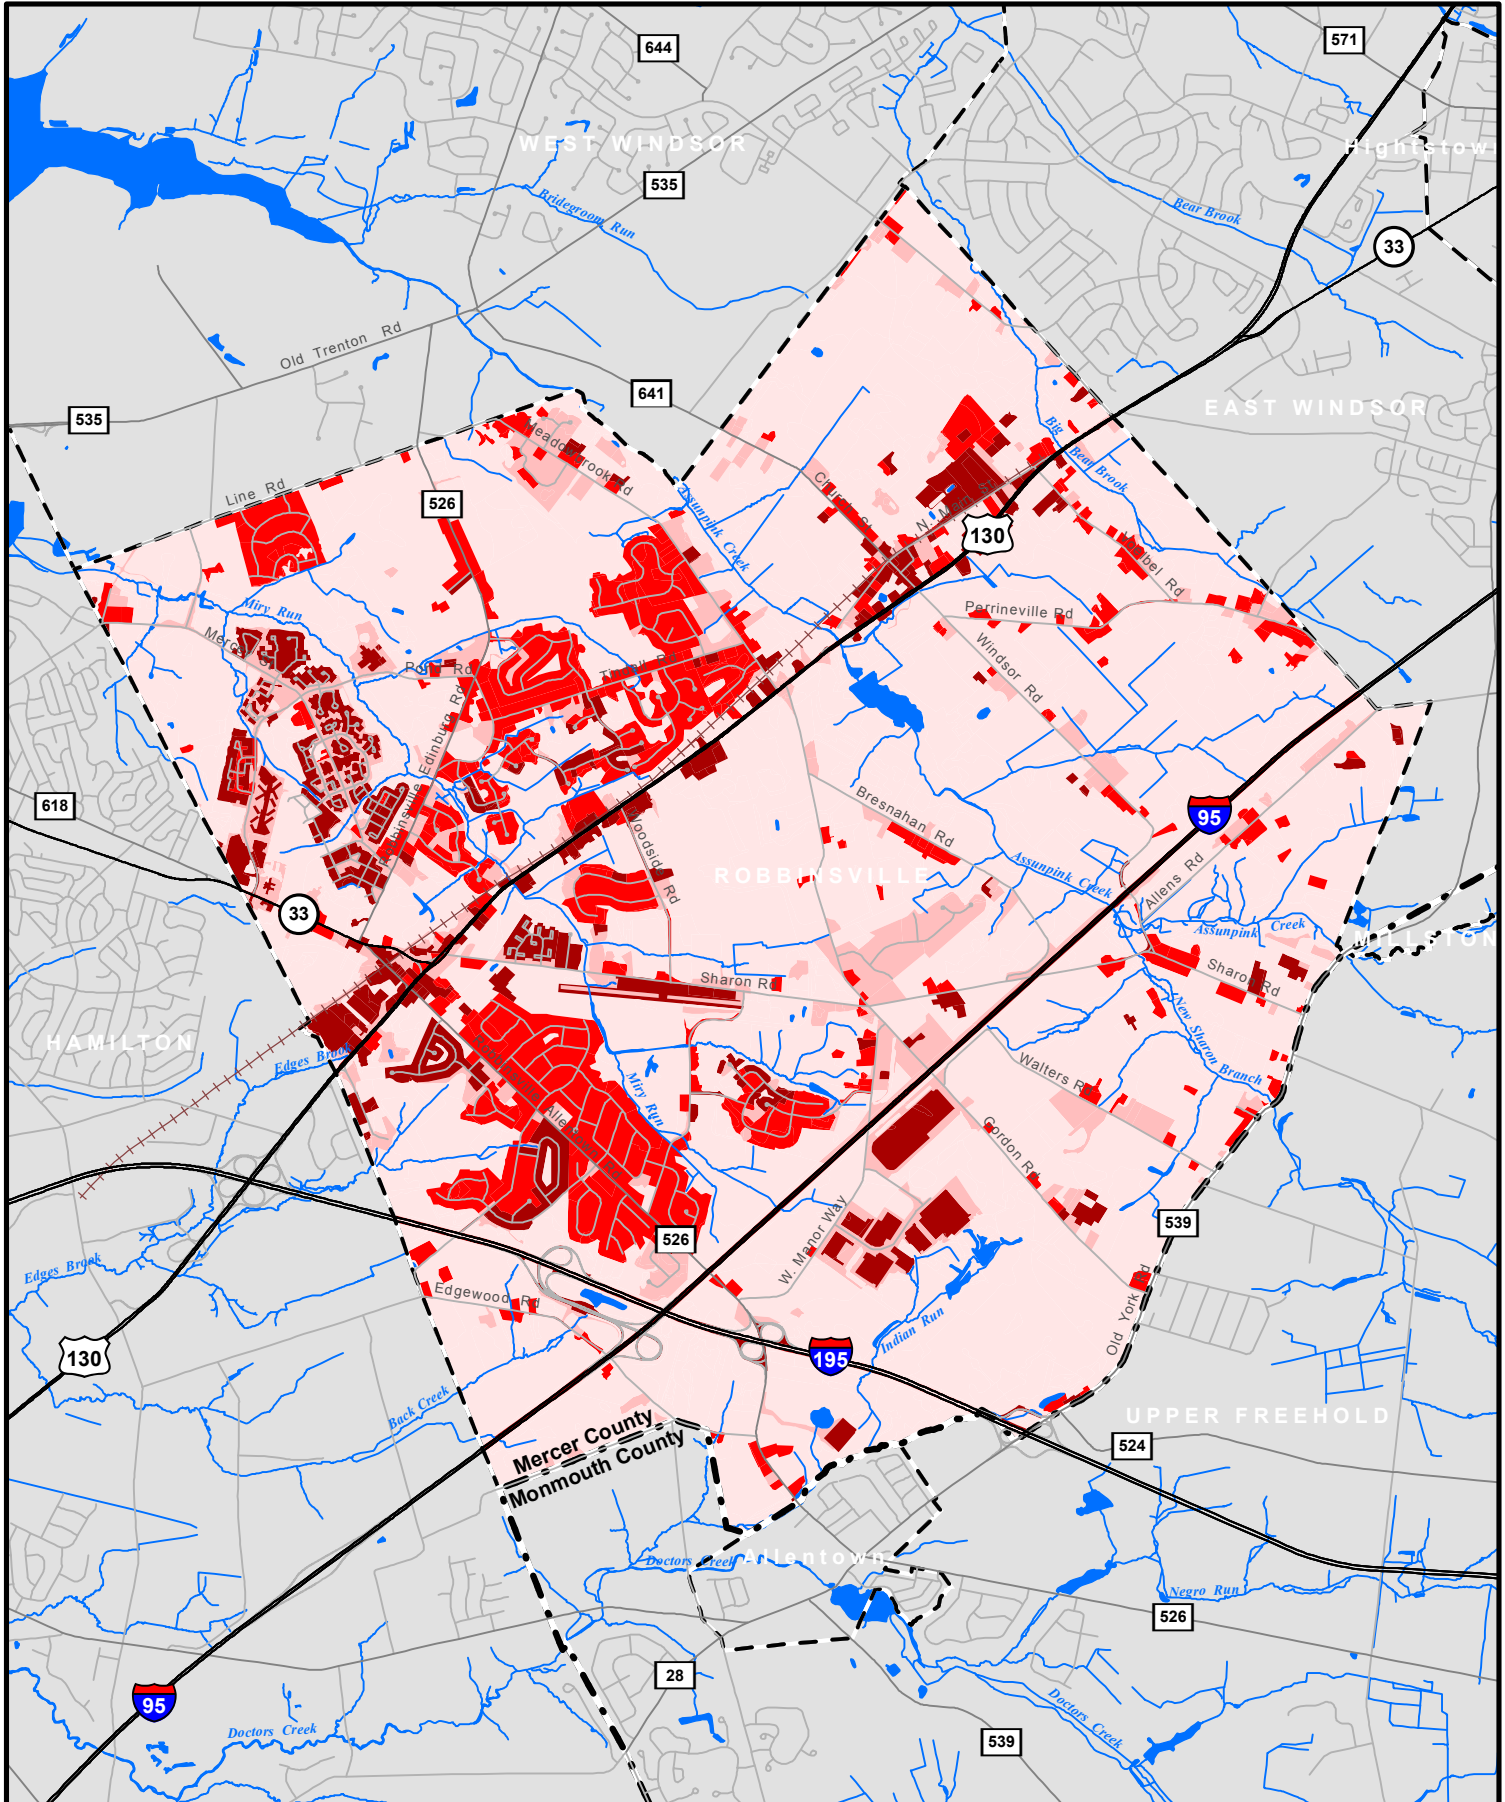 644
571
WEST WINDSOR
Hightstow
535
Bridegroom Run
Bear Brook
33
Old Trenton Rd
641
535
EAST WINDSOR
Meadowbrook Rd
Big
Bear Brook
Line Rd
526
Church St
N. Main St
Assunpink Creek
130
Miry Run
Perrineville Rd
Windsor Rd
Tindall Rd
Robbinsville Edinburg Rd
618
95
Bresnahan Rd
Woodside Rd
ROBBINSVILLE
Assunpink Creek
Allens Rd
33
Assunpink Creek
MILLSTON
Sharon Rd
Sharon Rd
HAMILTON
Edges Brook
New Sharon Branch
Miry Run
Walters Rd
Gordon Rd
539
W. Manor Way
526
Edges Brook
Edgewood Rd
Old York Rd
Indian Run
130
195
Back Creek
UPPER FREEHOLD
Mercer County
Monmouth County
524
Doctors Creek
Allentown
Negro Run
526
28
95
Doctors Creek
Doctors Creek
539